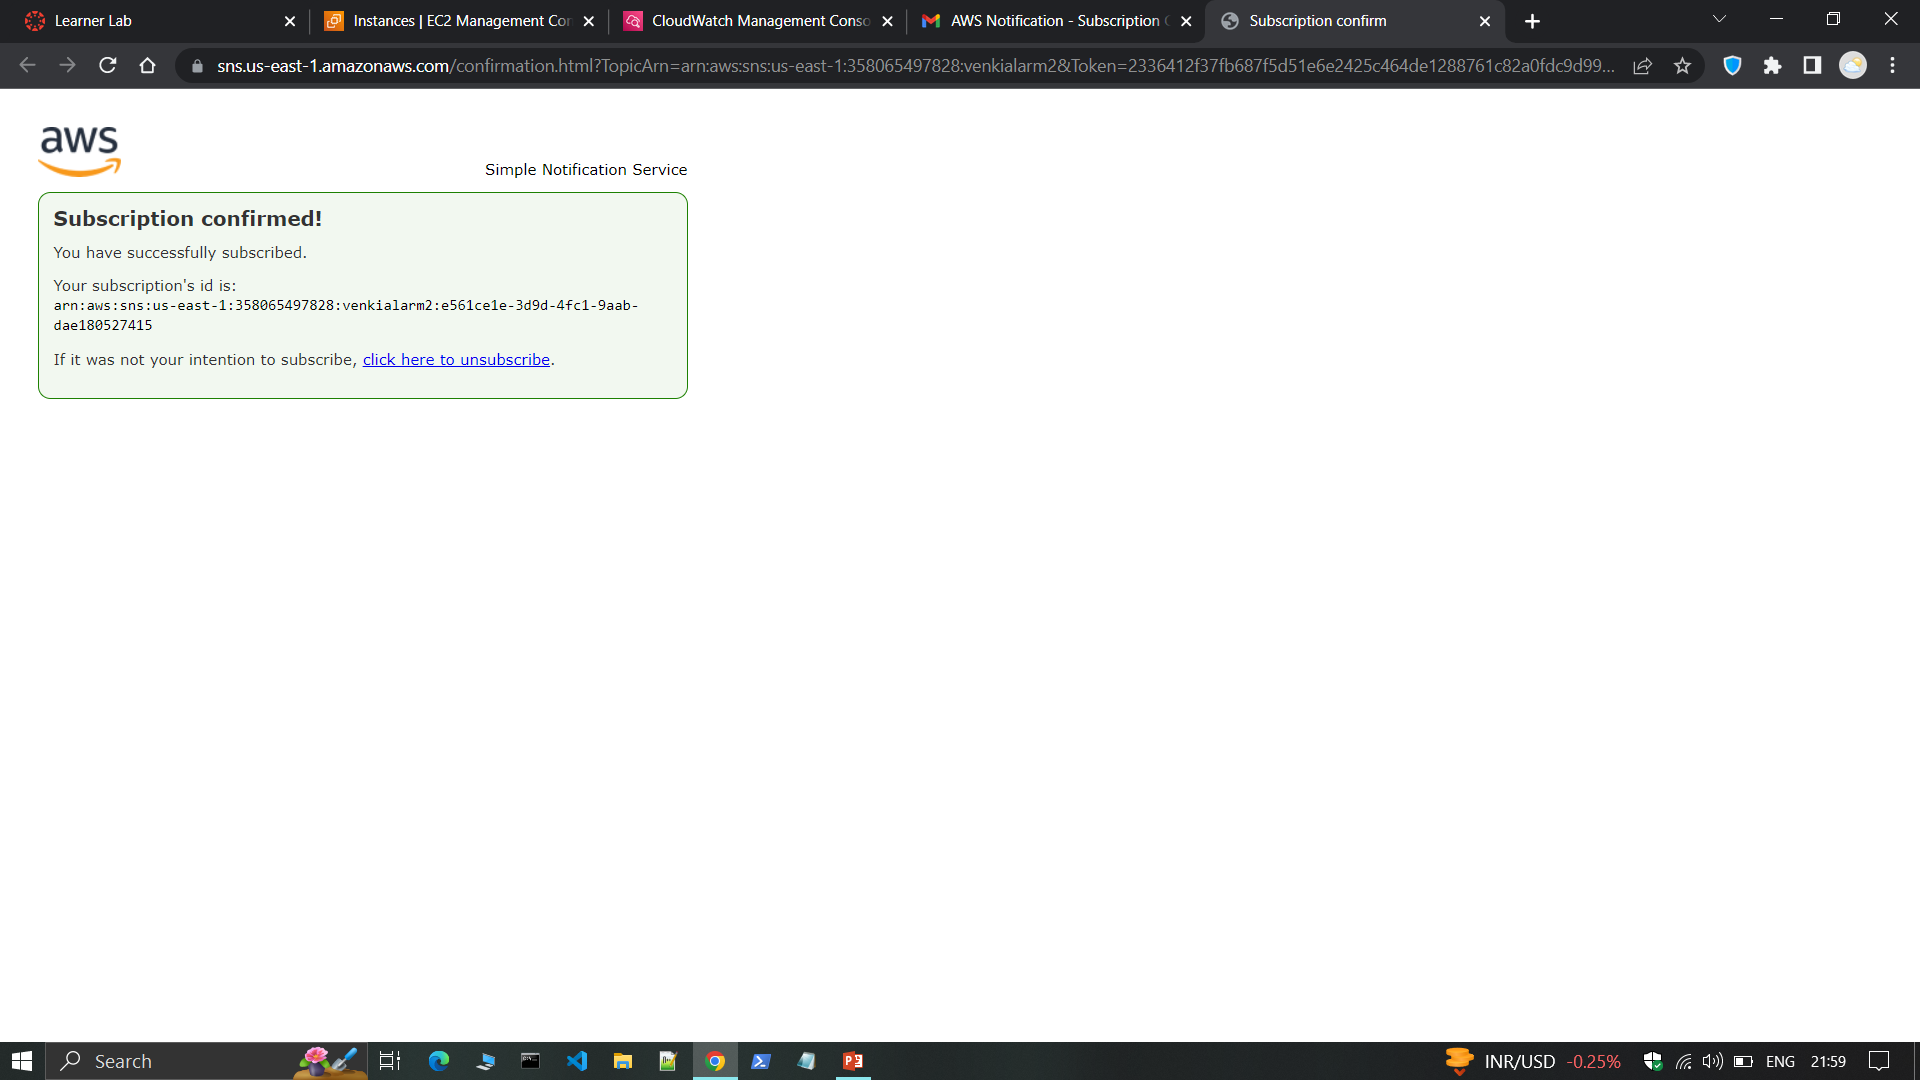 Learner Lab
Instances | EC2 Management Con
CloudWatch Management Conso
AWS Notification - Subscription C
Subscription confirm
sns.us-east-1.amazonaws.com/confirmation.html?TopicArn=arn:aws:sns:us-east-1:358065497828:venkialarm2&Token=2336412f37fb687f5d51e6e2425c464de1288761c82a0fdc9d99...
aws
Simple Notification Service
Subscription confirmed!
You have successfully subscribed.
Your subscription's id is:
arn:aws:sns:us-east-1:358065497828:venkialarm2:e561ce1e-3d9d-4fc1-9aab-
dae180527415
If it was not your intention to subscribe, click here to unsubscribe.
Search
INR/USD -0.25%
ENG
21:59